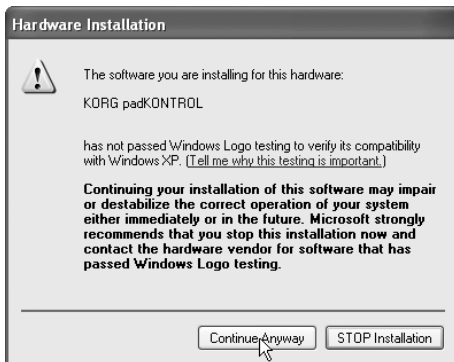 Hardware Installation
The software you are installing for this hardware:
KORG padKONTROL
has not passed Windows Logo testing to verify its compatibility
with Windows XP. (Tell me why this testing is important.)
Continuing your installation of this software may impair
or destabilize the correct operation of your system
either immediately or in the future. Microsoft strongly
recommends that you stop this installation now and
contact the hardware vendor for software that has
passed Windows Logo testing.
Continue Anyway STOP Installation